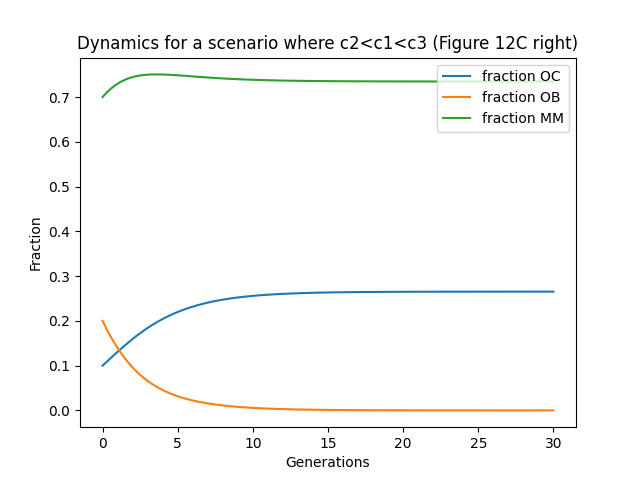 Dynamics for a scenario where c2<c1<c3 (Figure 12C right)
fraction OC
fraction OB
fraction MM
Fraction
0.7
0.6
0.5
0.4
0.3
0.2
0.1
0.0
0 5 10 15 20 25 30
Generations